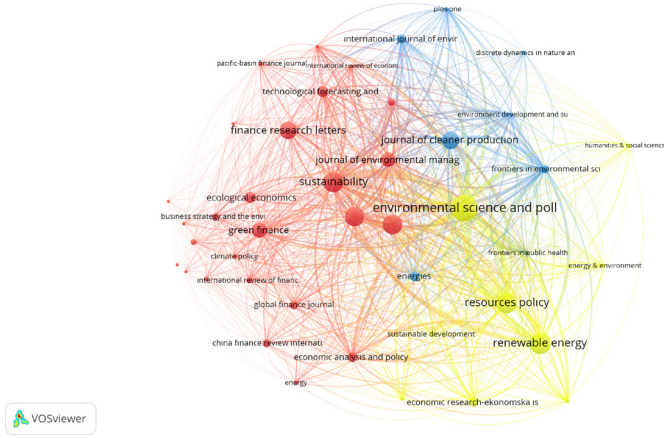 plos one
international journal of envir
discrete dynamics in nature an
pacific-basin finance journal
international review of econom
technological forecasting and
environment development and su
finance research letters
journal of cleaner production
humanities & social science
journal of environmental manag
frontiers in environmental sci
sustainability
ecological economics
environmental science and poll
business strategy and the envi
green finance
frontiers in public health
climate policy
energy & environment
energies
international review of financ
resources policy
global finance journal
sustainable development
china finance review internati
renewable energy
economic analysis and policy
energy
economic research-ekonomska is
VOSviewer